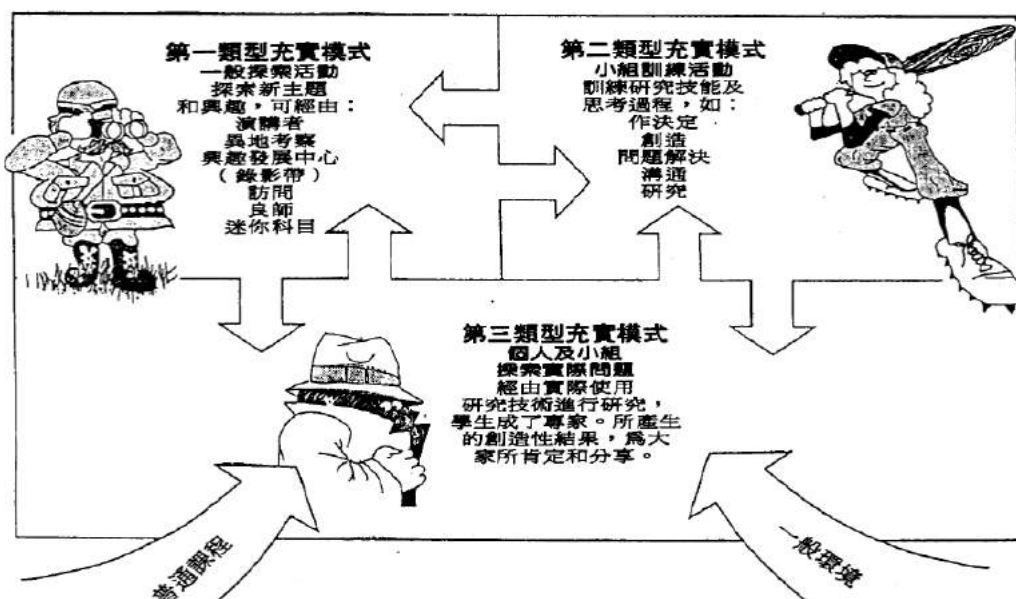 第一類型充實模式
一般探索活動
探索新主題
和興趣，可經由：
演講者
異地考察
興趣發展中心
（錄影帶）
訪問
良師
迷你科目
第二類型充實模式
小組訓練活動
訓練研究技能及
思考過程，如：
作決定
創造
問題解決
溝通
研究
第三類型充實模式
個人及小組
探索實際問題
經由實際使用
研究技術進行研究，
學生成了專家。所產生
的創造性結果，爲大
家所肯定和分享。
普通課程
一般環境